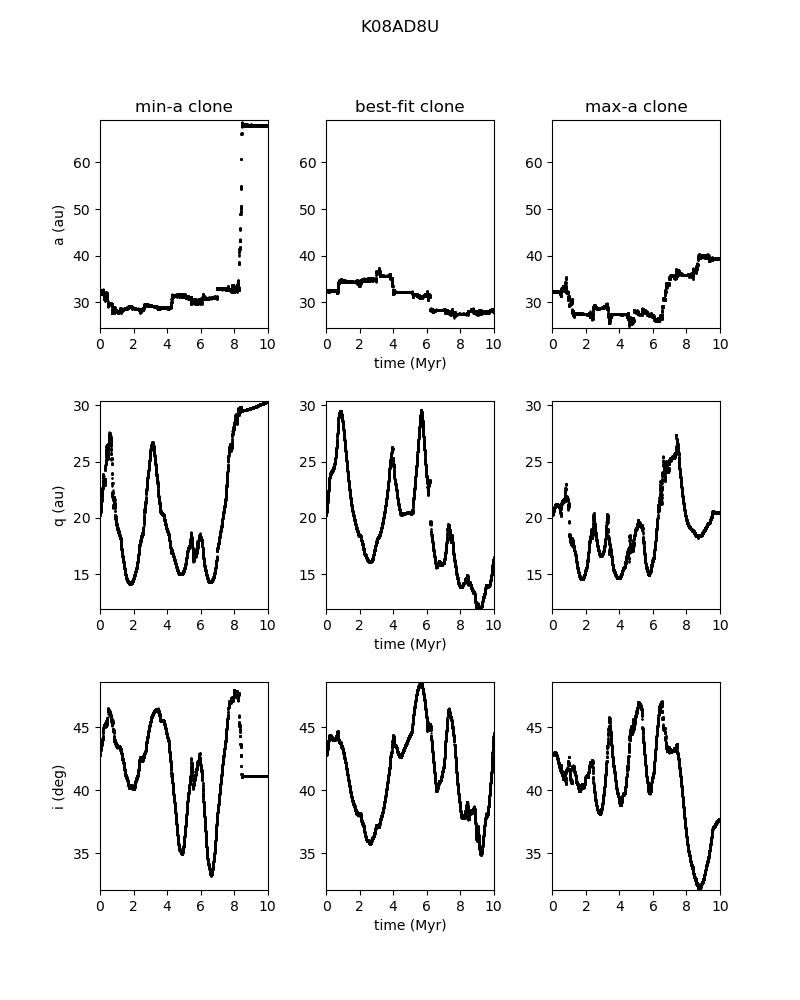 K08AD8U
min-a clone best-fit clone max-a clone
60 60 60
50 50 50
40 40 40
30 30 30
a (au)
0 2 4 6 8 10 0 2 4 6 8 10 0 2 4 6 8 10
time (Myr)
30 30 30
25 25 25
20 20 20
15 15 15
q (au)
0 2 4 6 8 10 0 2 4 6 8 10 0 2 4 6 8 10
time (Myr)
45 45 45
40 40 40
35 35 35
i (deg)
0 2 4 6 8 10 0 2 4 6 8 10 0 2 4 6 8 10
time (Myr)